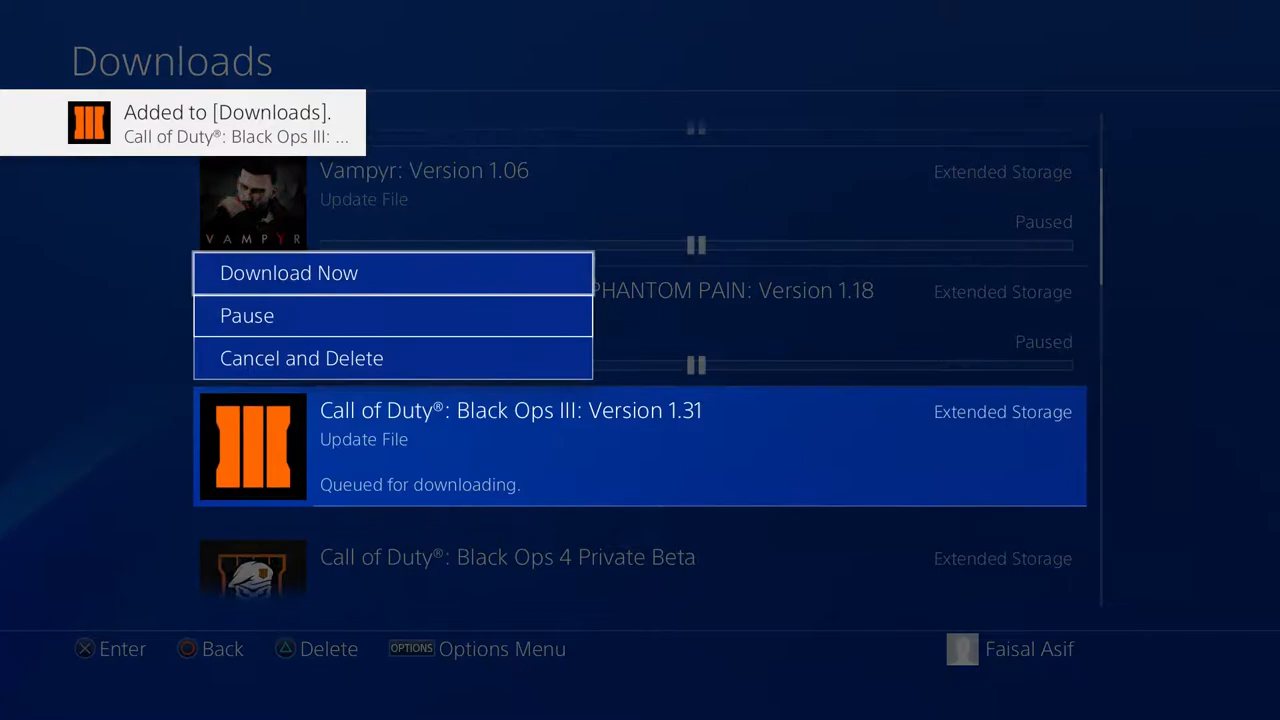 Downloads
Added to [Downloads].
Call of Duty®: Black Ops III: ...
Vampyr: Version 1.06
Extended Storage
Update File
Paused
VAMPYR
Download Now
PHANTOM PAIN: Version 1.18
Extended Storage
Pause
Paused
Cancel and Delete
Call of Duty®: Black Ops III: Version 1.31
Extended Storage
Update File
Queued for downloading.
Call of Duty®: Black Ops 4 Private Beta
Extended Storage
Enter
Back
Delete
OPTIONS Options Menu
Faisal Asif